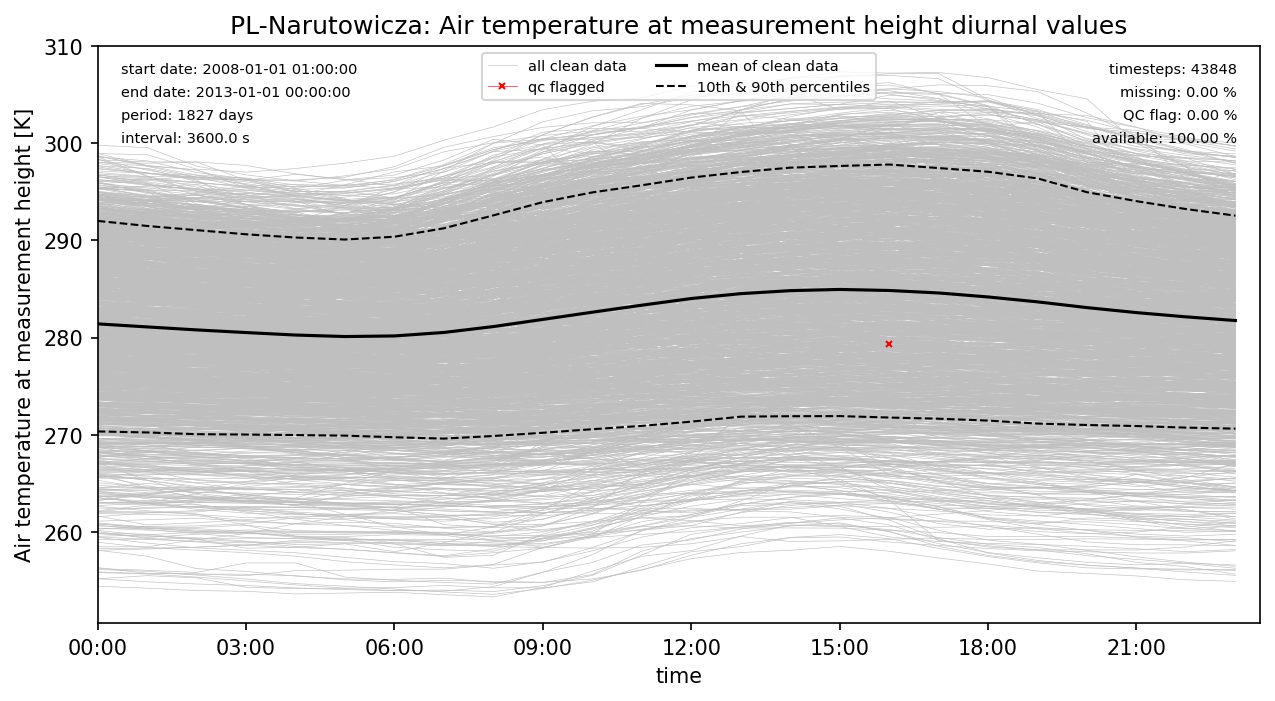 PL-Narutowicza: Air temperature at measurement height diurnal values
start date: 2008-01-01 01:00:00
end date: 2013-01-01 00:00:00
period: 1827 days
interval: 3600.0 s
all clean data
qc flagged
mean of clean data
10th & 90th percentiles
timesteps: 43848
missing: 0.00 %
QC flag: 0.00 %
available: 100.00 %
Air temperature at measurement height [K]
310
300
290
280
270
260
00:00 03:00 06:00 09:00 12:00 15:00 18:00 21:00
time